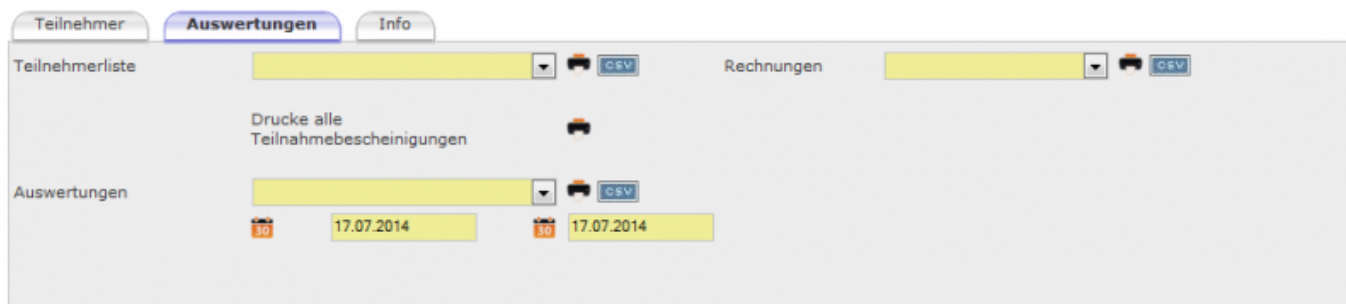 Teilnehmer Auswertungen Info
Teilnehmerliste CSV Rechnungen CSV
Drucke alle
Teilnahmebescheinigungen
Auswertungen CSV
30 17.07.2014 30 17.07.2014